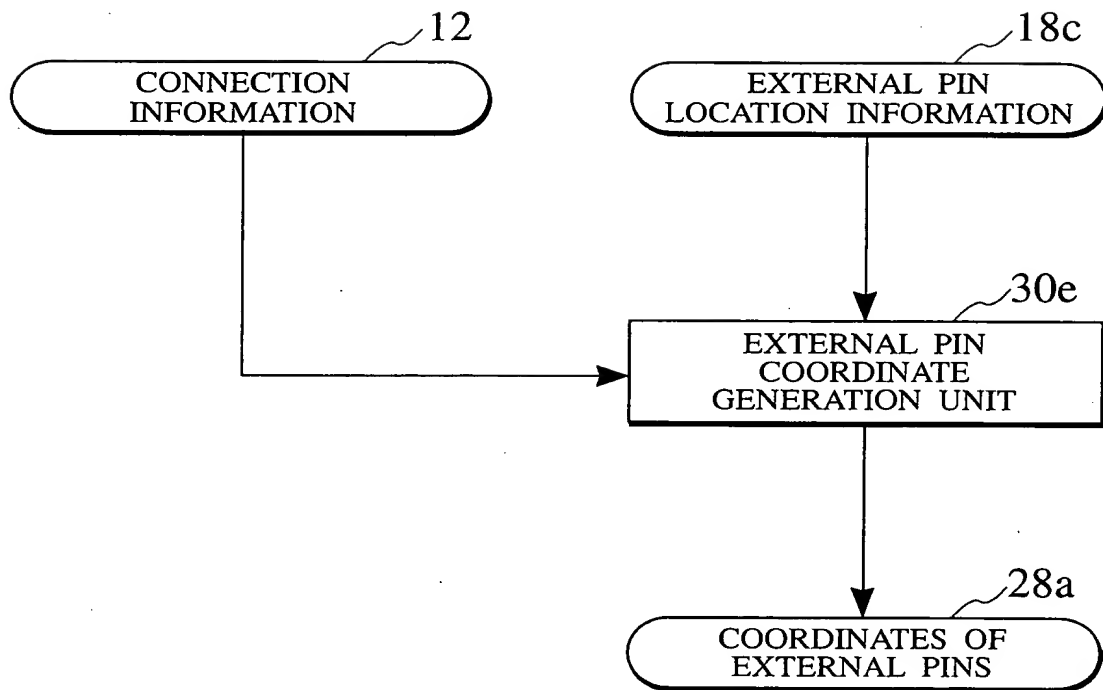 12
CONNECTION
INFORMATION
18c
EXTERNAL PIN
LOCATION INFORMATION
30e
EXTERNAL PIN
COORDINATE
GENERATION UNIT
28a
COORDINATES OF
EXTERNAL PINS